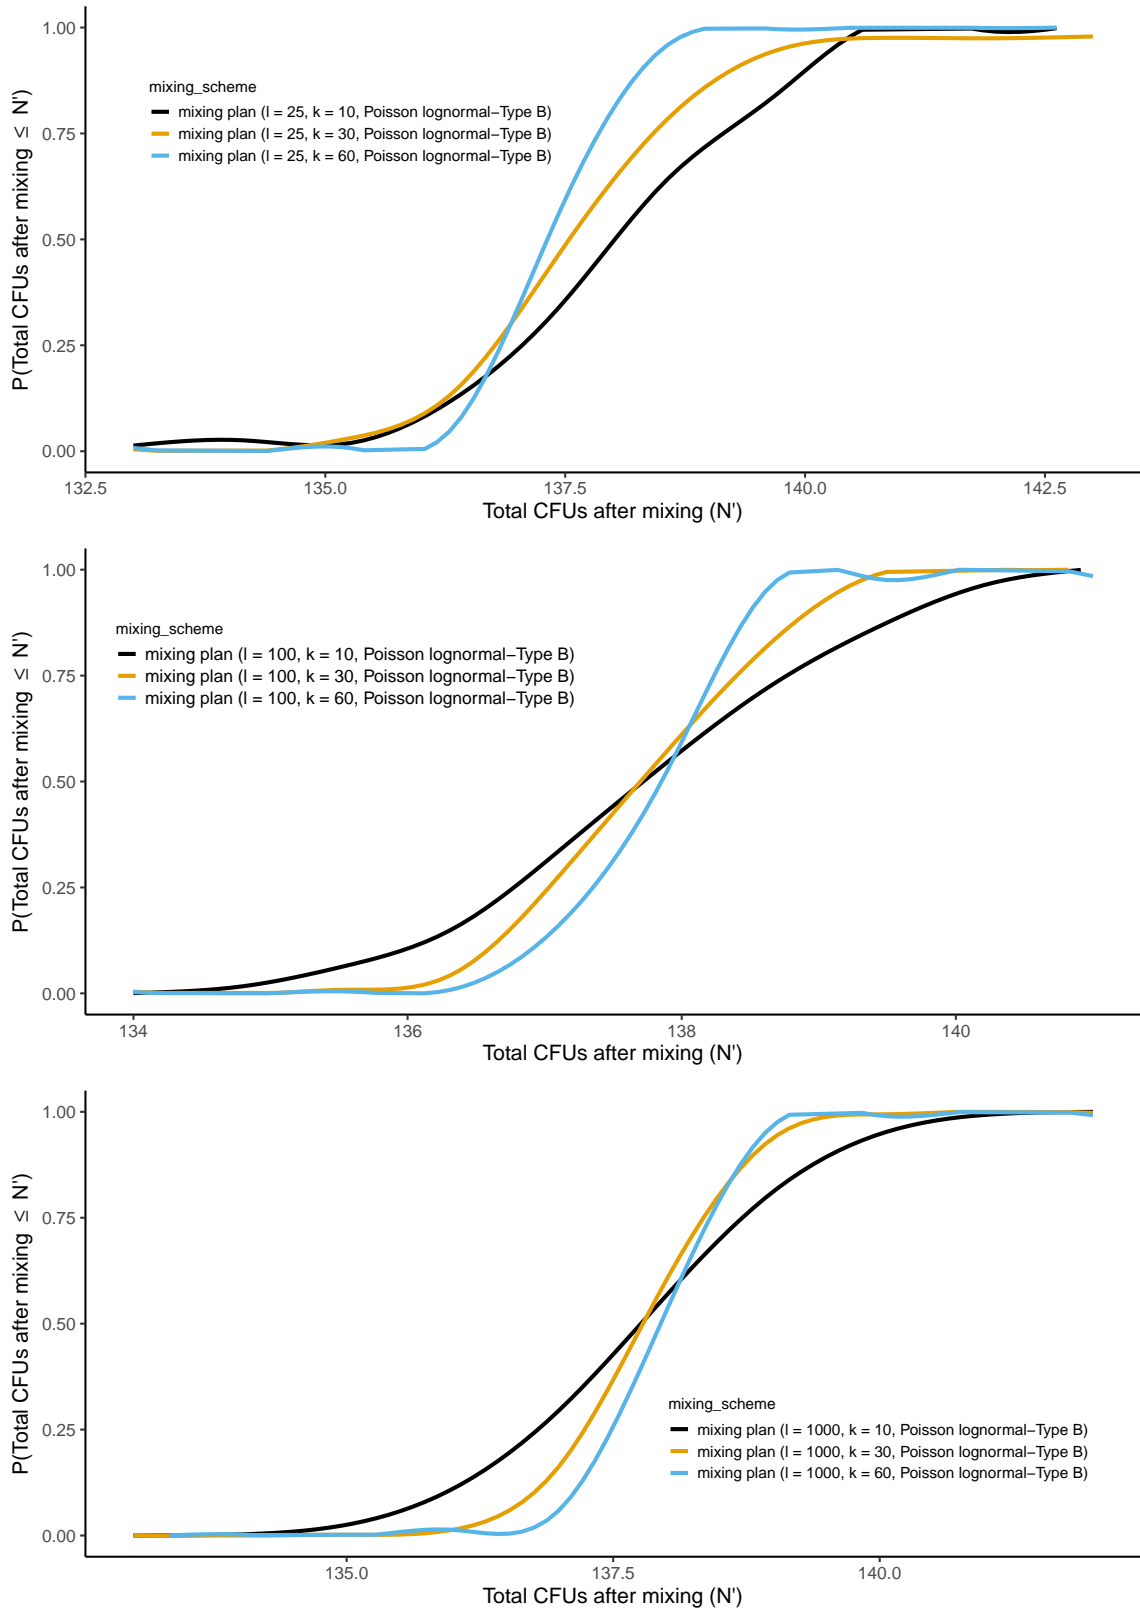 P(Total CFUs after mixing ≤ N')
1.00
0.75
0.50
0.25
0.00
mixing_scheme
mixing plan (l = 25, k = 10, Poisson lognormal−Type B)
mixing plan (l = 25, k = 30, Poisson lognormal−Type B)
mixing plan (l = 25, k = 60, Poisson lognormal−Type B)
132.5 135.0 137.5 140.0 142.5
Total CFUs after mixing (N')
P(Total CFUs after mixing ≤ N')
1.00
0.75
0.50
0.25
0.00
mixing_scheme
mixing plan (l = 100, k = 10, Poisson lognormal−Type B)
mixing plan (l = 100, k = 30, Poisson lognormal−Type B)
mixing plan (l = 100, k = 60, Poisson lognormal−Type B)
134 136 138 140
Total CFUs after mixing (N')
P(Total CFUs after mixing ≤ N')
1.00
0.75
0.50
0.25
0.00
mixing_scheme
mixing plan (l = 1000, k = 10, Poisson lognormal−Type B)
mixing plan (l = 1000, k = 30, Poisson lognormal−Type B)
mixing plan (l = 1000, k = 60, Poisson lognormal−Type B)
135.0 137.5 140.0
Total CFUs after mixing (N')